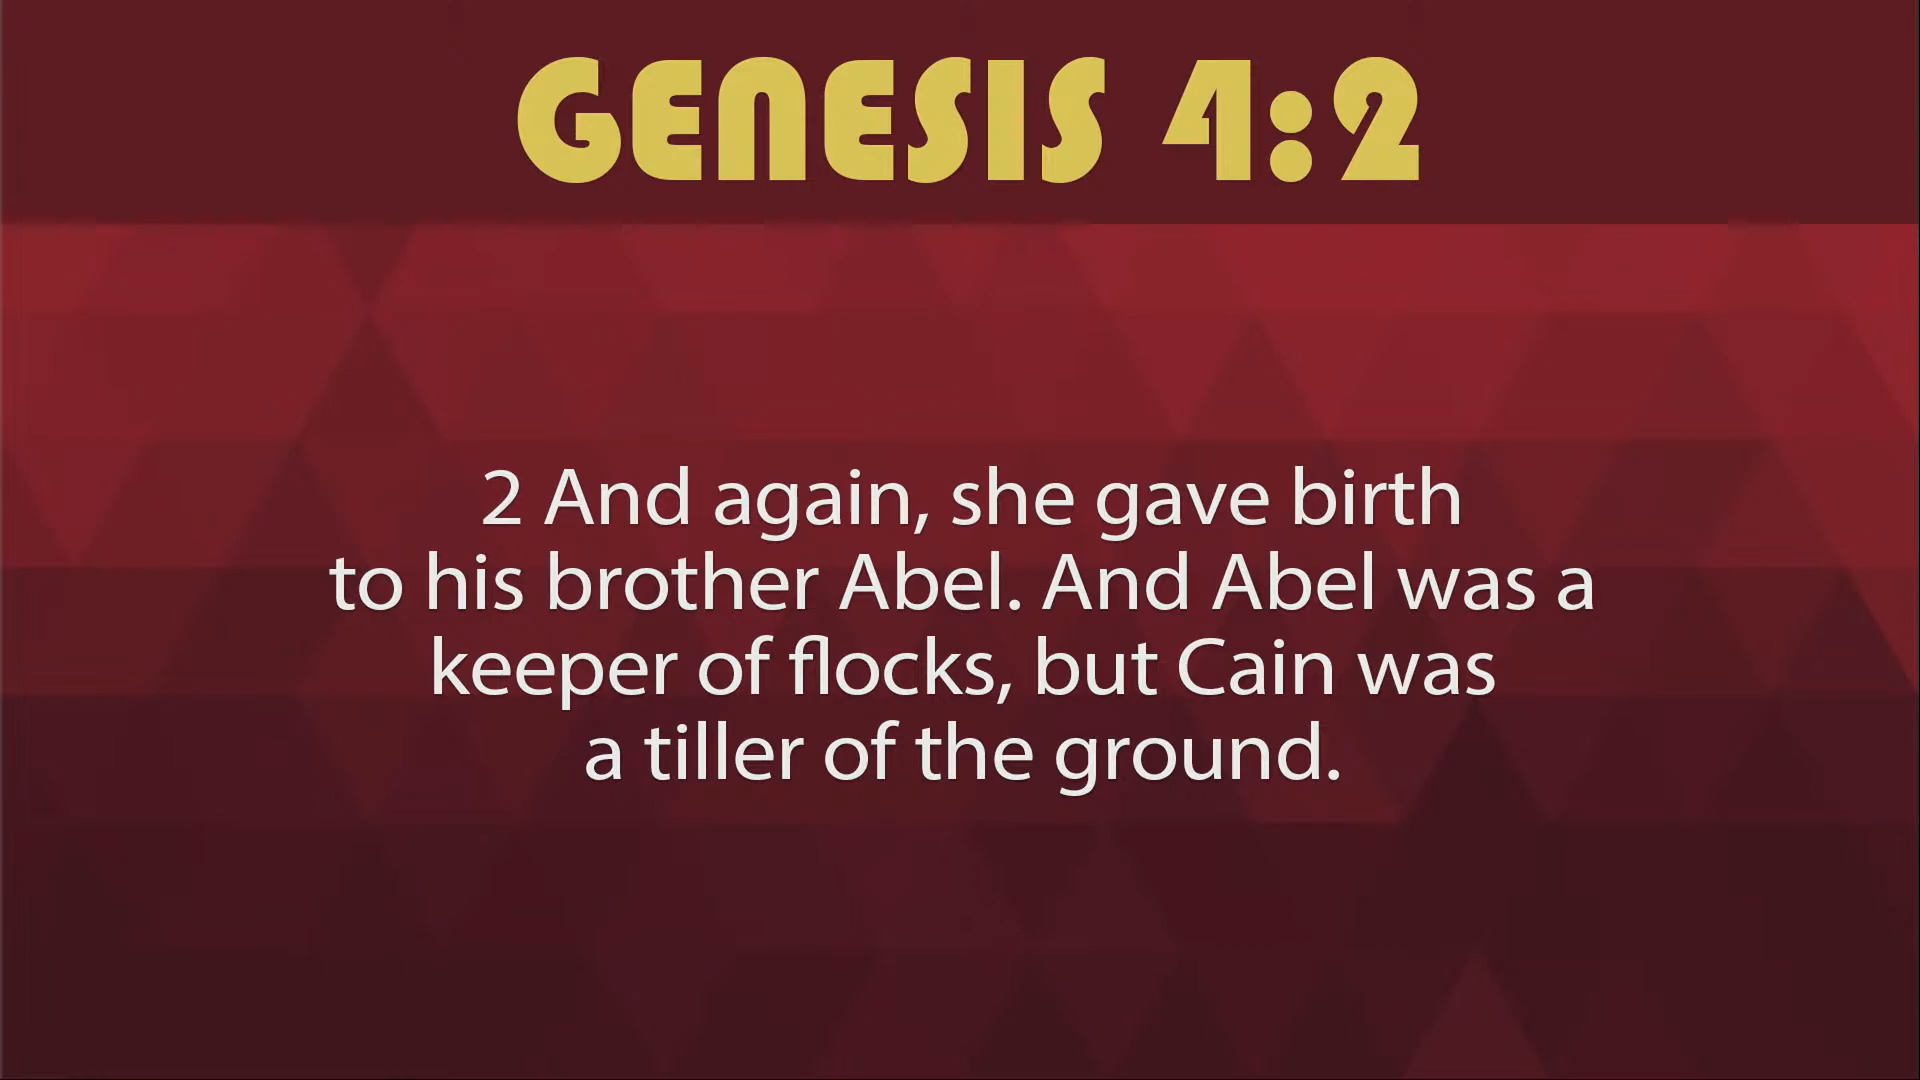 GENESIS 4:2
2 And again, she gave birth
to his brother Abel. And Abel was a
keeper of flocks, but Cain was
a tiller of the ground.